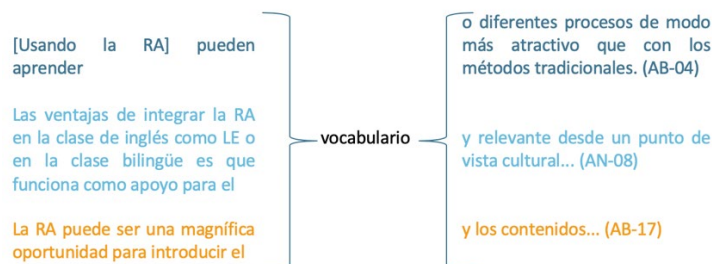 [Usando la RA] pueden
aprender
Las ventajas de integrar la RA
en la clase de inglés como LE o
en la clase bilingüe es que
funciona como apoyo para el
La RA puede ser una magnífica
oportunidad para introducir el
vocabulario
o diferentes procesos de modo
más atractivo que con los
métodos tradicionales. (AB-04)
y relevante desde un punto de
vista cultural... (AN-08)
y los contenidos... (AB-17)